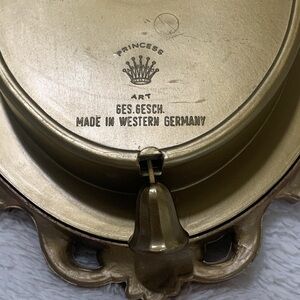 PRINCESS
ART
GES.GESCH.
MADE IN WESTERN GERMANY